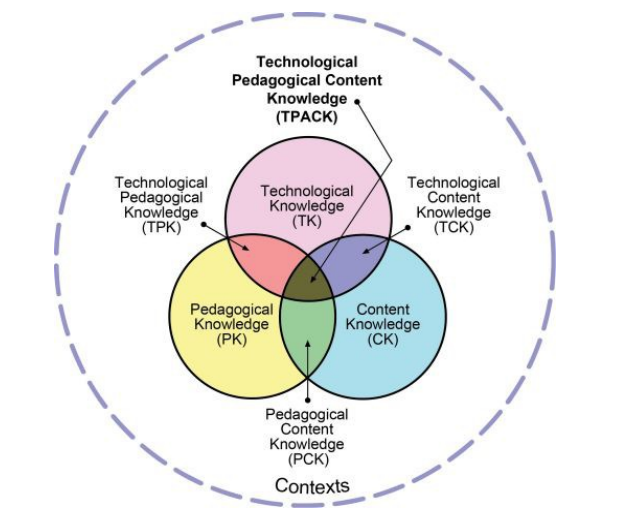 Technological
Pedagogical Content
Knowledge
(TPACK)
Technological
Pedagogical
Knowledge
(TPK)
Technological
Knowledge
(TK)
Technological
Content
Knowledge
(TCK)
Pedagogical
Knowledge
(PK)
Content
Knowledge
(CK)
Pedagogical
Content
Knowledge
(PCK)
Contexts